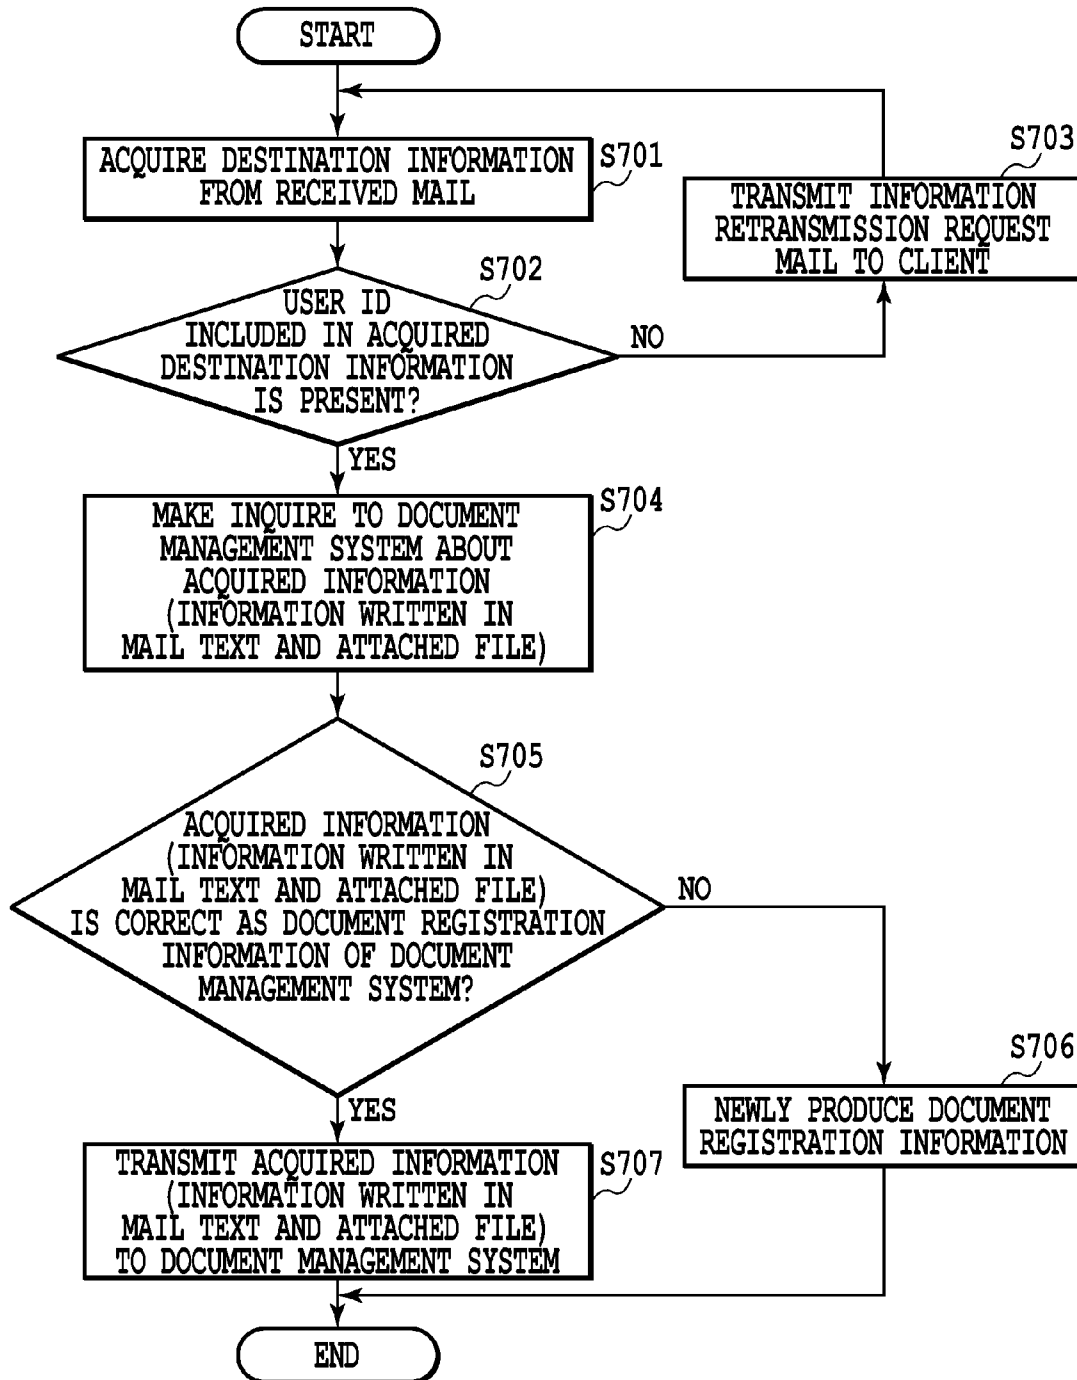 START
ACQUIRE DESTINATION INFORMATION
FROM RECEIVED MAIL
S701
S703
TRANSMIT INFORMATION
RETRANSMISSION REQUEST
MAIL TO CLIENT
S702
USER ID
INCLUDED IN ACQUIRED
DESTINATION INFORMATION
IS PRESENT?
NO
YES
S704
MAKE INQUIRE TO DOCUMENT
MANAGEMENT SYSTEM ABOUT
ACQUIRED INFORMATION
(INFORMATION WRITTEN IN
MAIL TEXT AND ATTACHED FILE)
S705
ACQUIRED INFORMATION
(INFORMATION WRITTEN IN
MAIL TEXT AND ATTACHED FILE)
IS CORRECT AS DOCUMENT REGISTRATION
INFORMATION OF DOCUMENT
MANAGEMENT SYSTEM?
NO
YES
S706
NEWLY PRODUCE DOCUMENT
REGISTRATION INFORMATION
S707
TRANSMIT ACQUIRED INFORMATION
(INFORMATION WRITTEN IN
MAIL TEXT AND ATTACHED FILE)
TO DOCUMENT MANAGEMENT SYSTEM
END